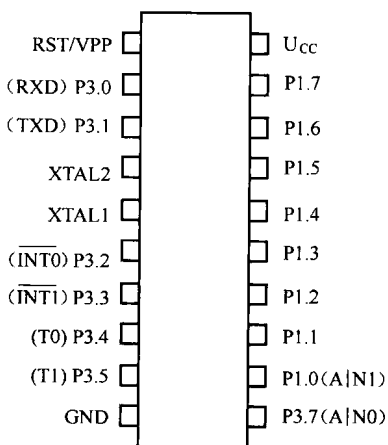 RST/VPP UCC
(RXD) P3.0 P1.7
(TXD) P3.1 P1.6
XTAL2 P1.5
XTAL1 P1.4
(INT0) P3.2 P1.3
(INT1) P3.3 P1.2
(T0) P3.4 P1.1
(T1) P3.5 P1.0(A|N1)
GND P3.7(A|N0)